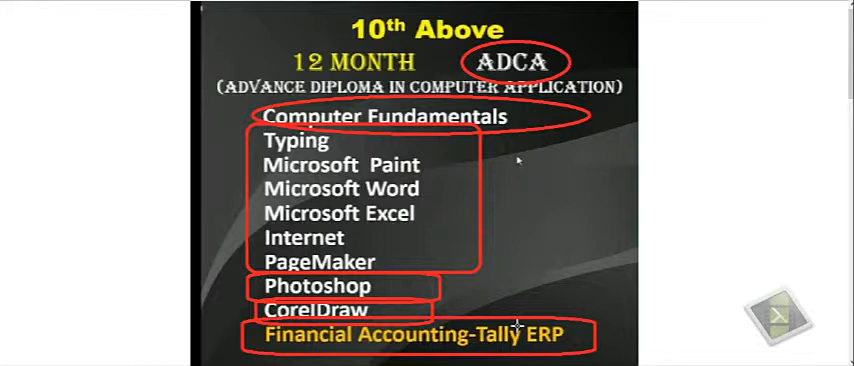 10th Above
12 MONTH ADCA
(ADVANCE DIPLOMA IN COMPUTER APPLICATION)
Computer Fundamentals
Typing
Microsoft Paint
Microsoft Word
Microsoft Excel
Internet
PageMaker
Photoshop
CorelDraw
Financial Accounting-Tally ERP